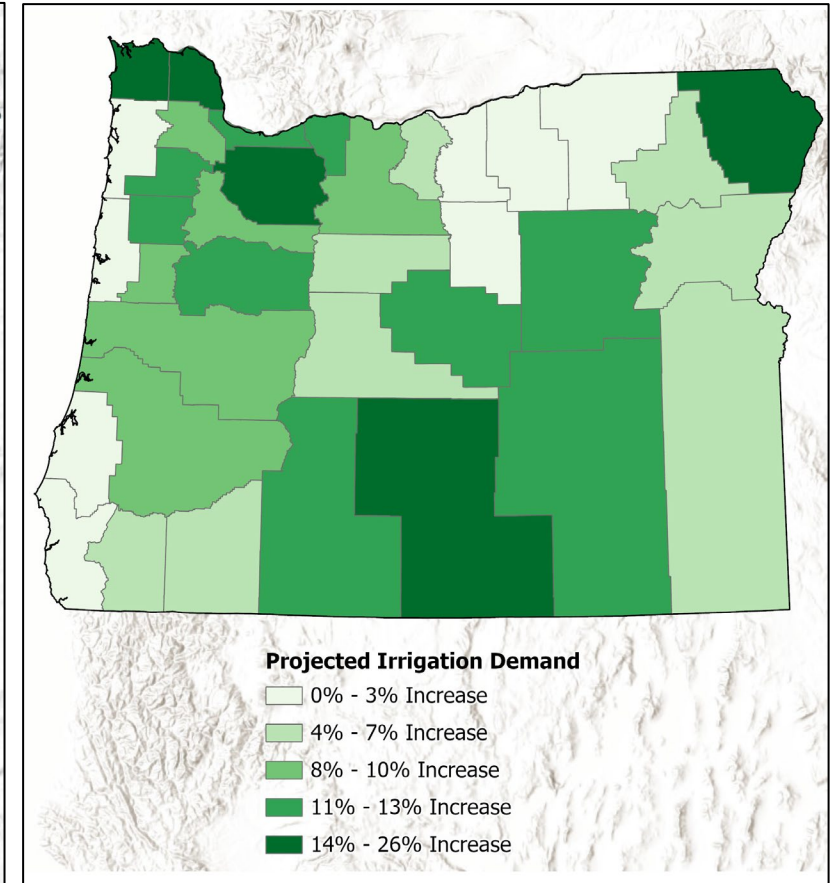 Projected Irrigation Demand
0% - 3% Increase
4% - 7% Increase
8% - 10% Increase
11% - 13% Increase
14% - 26% Increase